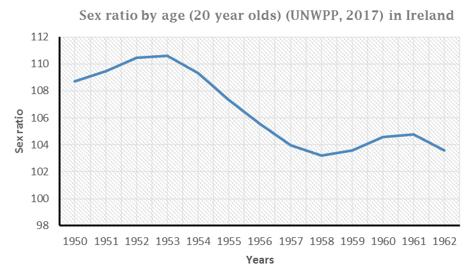 Sex ratio by age (20 year olds) (UNWPP, 2017) in Ireland
112
110
108
106
104
102
100
98
Sex ratio
1950 1951 1952 1953 1954 1955 1956 1957 1958 1959 1960 1961 1962
Years